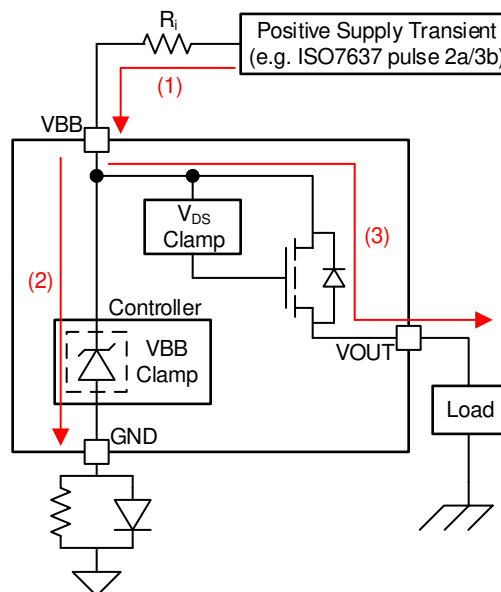 Ri
Positive Supply Transient
(e.g. ISO7637 pulse 2a/3b)
(1)
VBB
VDS
Clamp
(3)
(2)
Controller
VBB
Clamp
VOUT
GND
Load